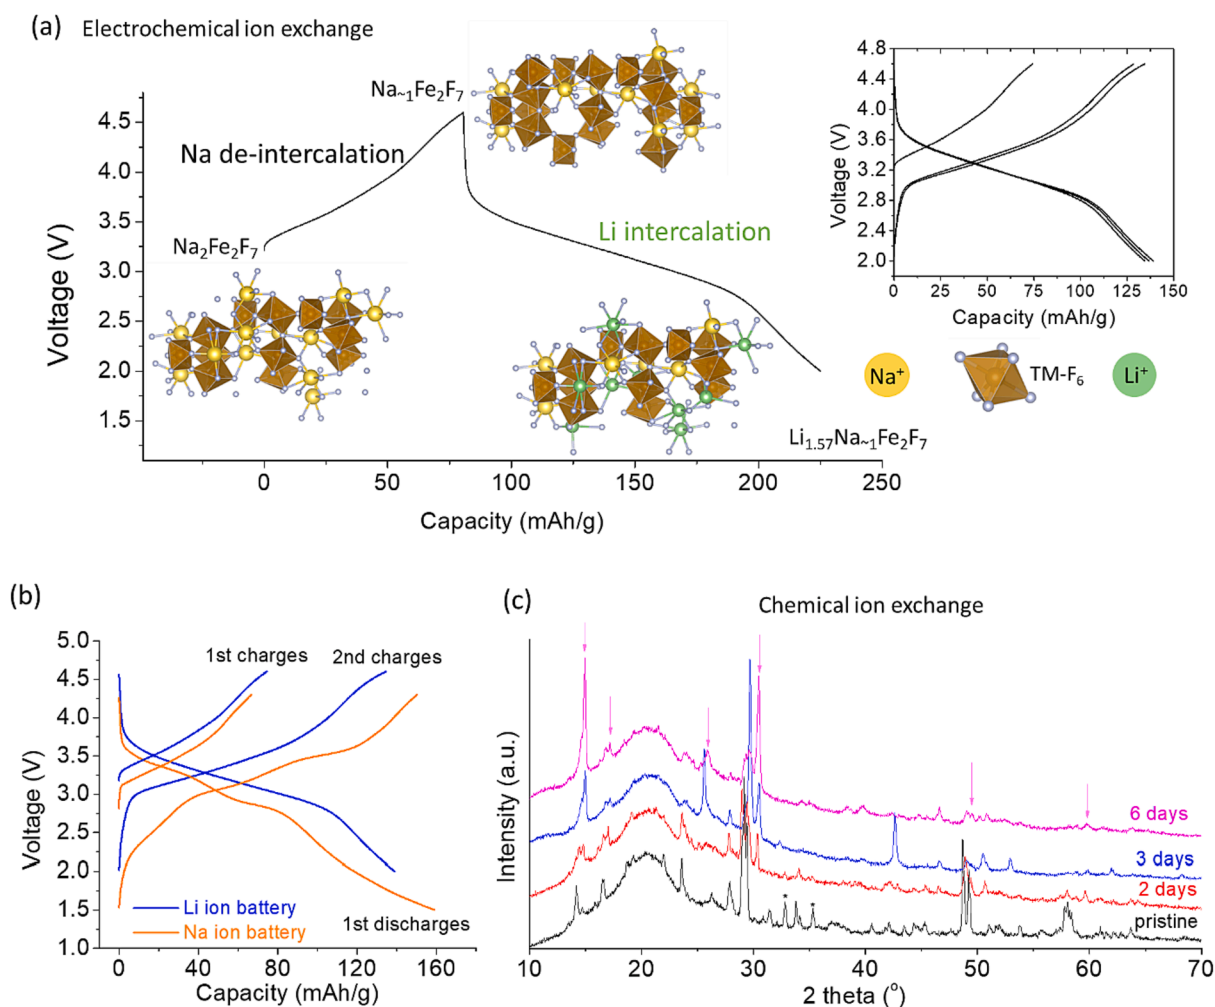 (a) Electrochemical ion exchange
Na~1Fe2F7
4.5
Na de-intercalation
4.0
3.5
Na2Fe2F7
Li intercalation
3.0
2.5
2.0
1.5
Voltage (V)
Li1.57Na~1Fe2F7
0 50 100 150 200 250
Capacity (mAh/g)
4.8
4.4
4.0
3.6
3.2
2.8
2.4
2.0
Voltage (V)
0 25 50 75 100 125 150
Capacity (mAh/g)
Na+
TM-F6
Li+
(b)
5.0
4.5
4.0
3.5
3.0
2.5
2.0
1.5
1.0
Voltage (V)
1st charges 2nd charges
Li ion battery
Na ion battery
1st discharges
0 40 80 120 160
Capacity (mAh/g)
(c)
Chemical ion exchange
Intensity (a.u.)
6 days
3 days
2 days
* *
pristine
10 20 30 40 50 60 70
2 theta (o)